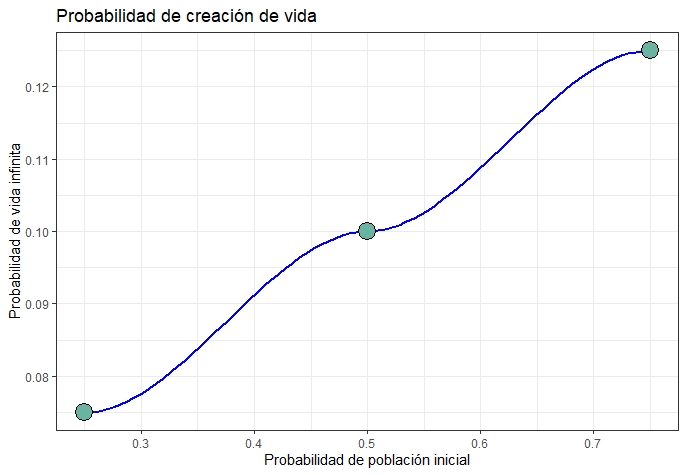 Probabilidad de creación de vida
Probabilidad de vida infinita
0.12
0.11
0.10
0.09
0.08
0.3 0.4 0.5 0.6 0.7
Probabilidad de población inicial